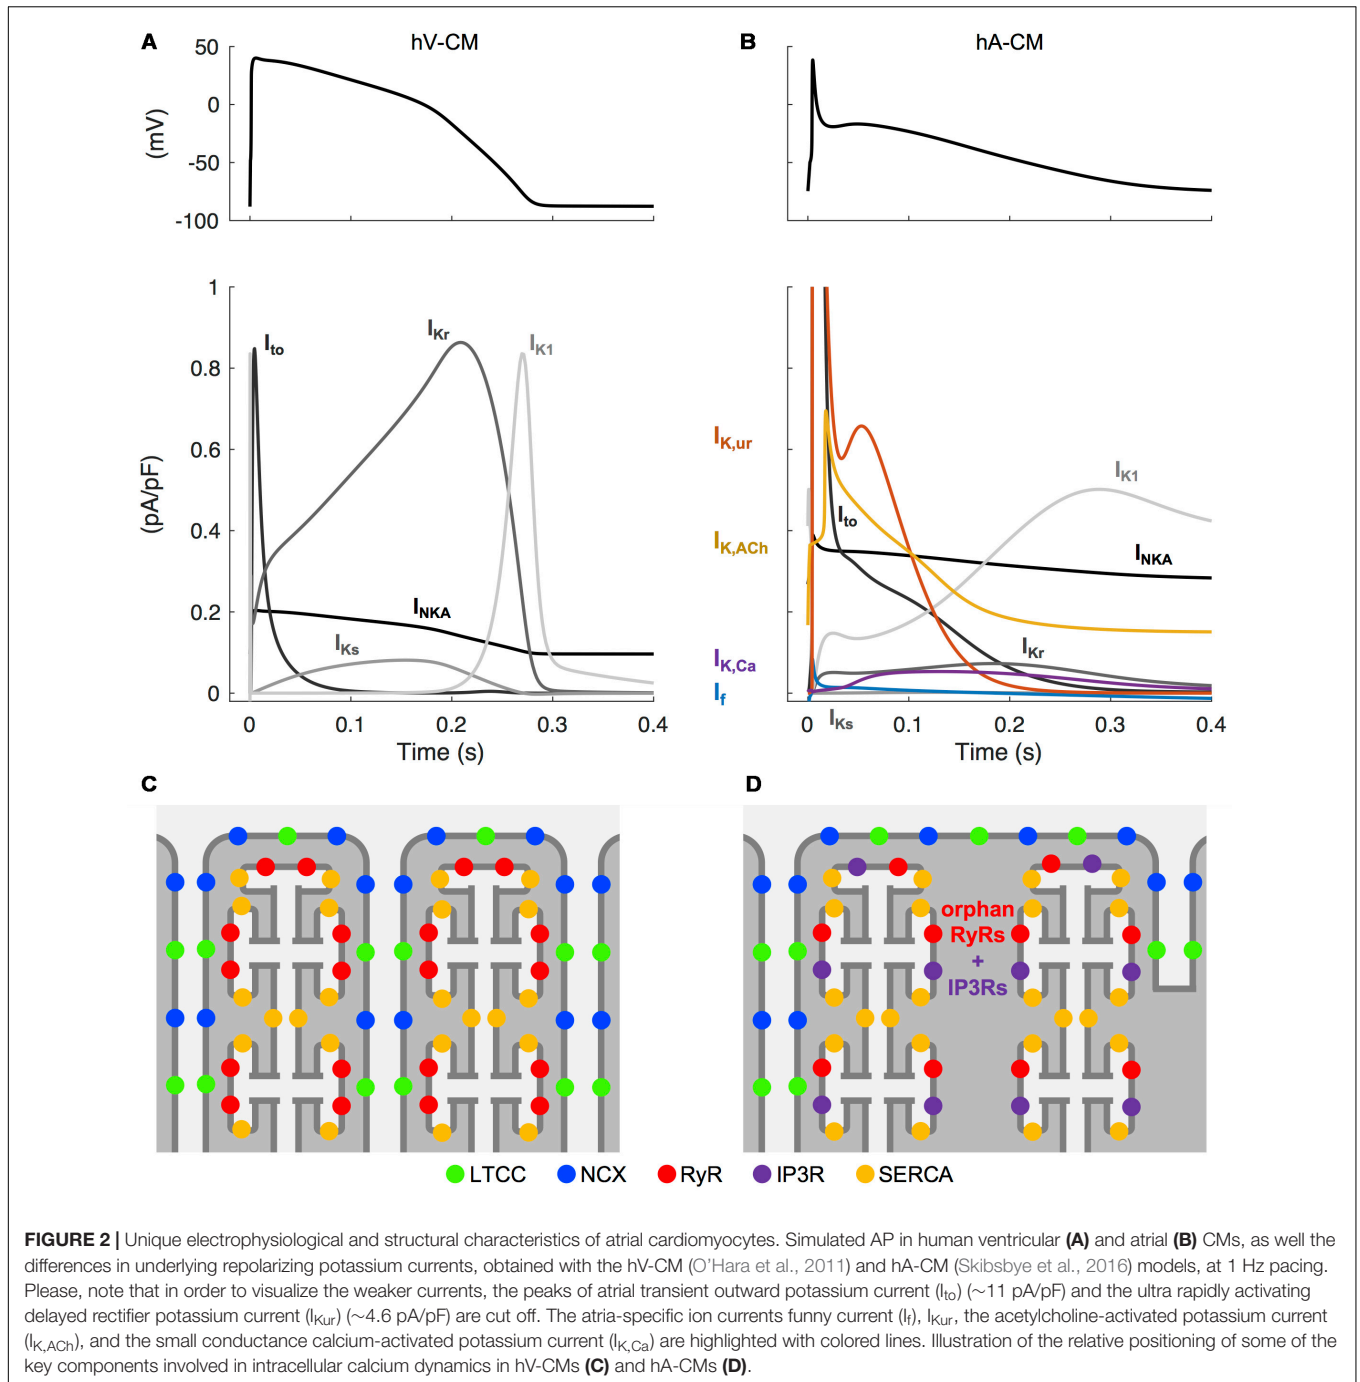 A
hV-CM
50
0
-50
-100
(mV)
B
hA-CM
1
0.8
0.6
0.4
0.2
0
(pA/pF)
Ito
IKr
IK1
INKA
IKs
0 0.1 0.2 0.3 0.4
Time (s)
IK,ur
IK,ACh
IK,Ca
If
IK1
Ito
INKA
IKr
IKs
0 0.1 0.2 0.3 0.4
Time (s)
C
D
orphan
RyRs
+
IP3Rs
LTCC NCX RyR IP3R SERCA
FIGURE 2 | Unique electrophysiological and structural characteristics of atrial cardiomyocytes. Simulated AP in human ventricular (A) and atrial (B) CMs, as well the
differences in underlying repolarizing potassium currents, obtained with the hV-CM (O'Hara et al., 2011) and hA-CM (Skibsbye et al., 2016) models, at 1 Hz pacing.
Please, note that in order to visualize the weaker currents, the peaks of atrial transient outward potassium current (Ito) (∼11 pA/pF) and the ultra rapidly activating
delayed rectifier potassium current (IKur) (∼4.6 pA/pF) are cut off. The atria-specific ion currents funny current (If), IKur, the acetylcholine-activated potassium current
(IK,ACh), and the small conductance calcium-activated potassium current (IK,Ca) are highlighted with colored lines. Illustration of the relative positioning of some of the
key components involved in intracellular calcium dynamics in hV-CMs (C) and hA-CMs (D).